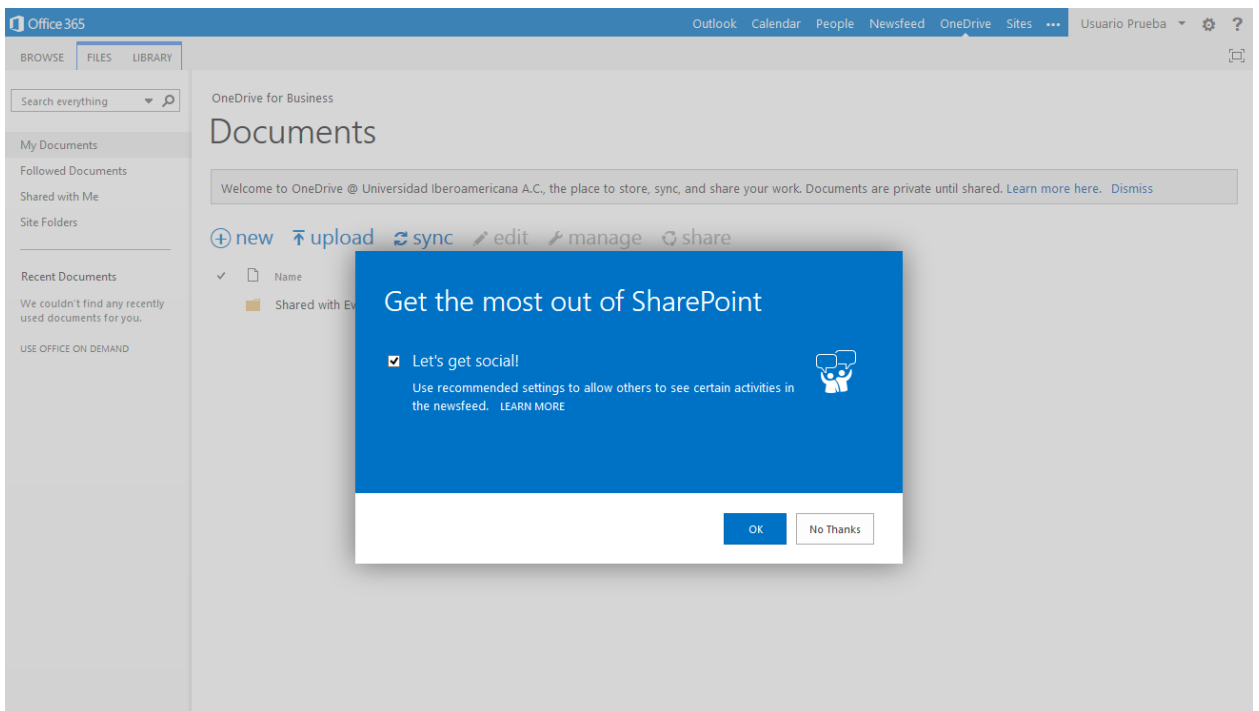 Office 365
Outlook Calendar People Newsfeed OneDrive Sites ••• Usuario Prueba ?
BROWSE FILES LIBRARY
Search everything
OneDrive for Business
Documents
My Documents
Followed Documents
Shared with Me
Site Folders
Welcome to OneDrive @ Universidad Iberoamericana A.C., the place to store, sync, and share your work. Documents are private until shared. Learn more here. Dismiss
new upload sync edit manage share
Recent Documents
We couldn't find any recently
used documents for you.
USE OFFICE ON DEMAND
Name
Shared with Ev
Get the most out of SharePoint
Let's get social!
Use recommended settings to allow others to see certain activities in
the newsfeed. LEARN MORE
OK No Thanks